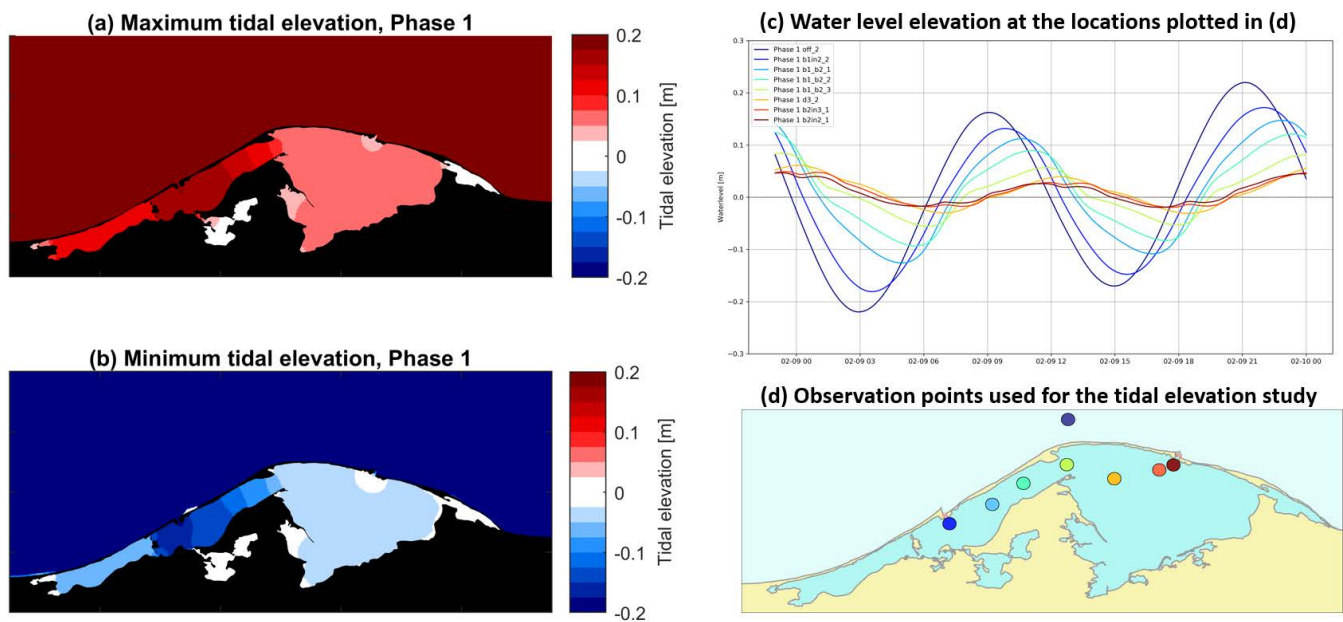 (a) Maximum tidal elevation, Phase 1
0.2
0.1
0
-0.1
-0.2
Tidal elevation [m]
(b) Minimum tidal elevation, Phase 1
0.2
0.1
0
-0.1
-0.2
Tidal elevation [m]
(c) Water level elevation at the locations plotted in (d)
0.3
0.2
0.1
0.0
−0.1
−0.2
−0.3
Waterlevel [m]
Phase 1 off_2
Phase 1 b1in2_2
Phase 1 b1_b2_1
Phase 1 b1_b2_2
Phase 1 b1_b2_3
Phase 1 d3_2
Phase 1 b2in3_1
Phase 1 b2in2_1
02-09 00 02-09 03 02-09 06 02-09 09 02-09 12 02-09 15 02-09 18 02-09 21 02-10 00
(d) Observation points used for the tidal elevation study